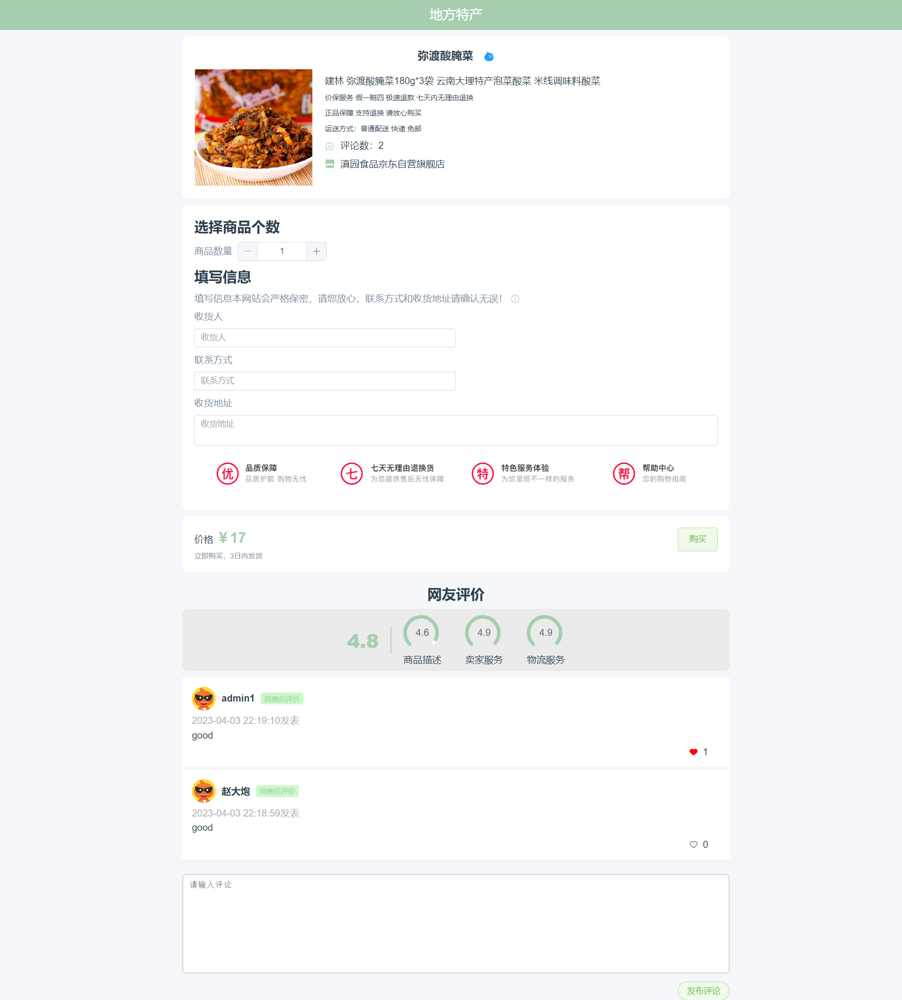 地方特产
弥渡酸腌菜
建林 弥渡酸腌菜180g*3袋 云南大理特产泡菜酸菜 米线调味料酸菜
价保服务 假一赔四 极速退款 七天内无理由退换
正品保障 支持退换 请放心购买
运送方式：普通配送 快递 免邮
评论数：2
滇园食品京东自营旗舰店
选择商品个数
商品数量 1
填写信息
填写信息本网站会严格保密，请您放心，联系方式和收货地址请确认无误！
收货人
收货人
联系方式
联系方式
收货地址
收货地址
优 品质保障 七 七天无理由退换货 特 特色服务体验 帮 帮助中心
品质护航 购物无忧 为您提供售后无忧保障 为您呈现不一样的服务 您的购物指南
价格 ¥ 17
购买
立即购买，3日内发货
网友评价
4.8 4.6 4.9 4.9
商品描述 卖家服务 物流服务
admin1 消费后评价
2023-04-03 22:19:10发表
good
1
赵大炮 消费后评价
2023-04-03 22:18:59发表
good
0
请输入评论
发布评论